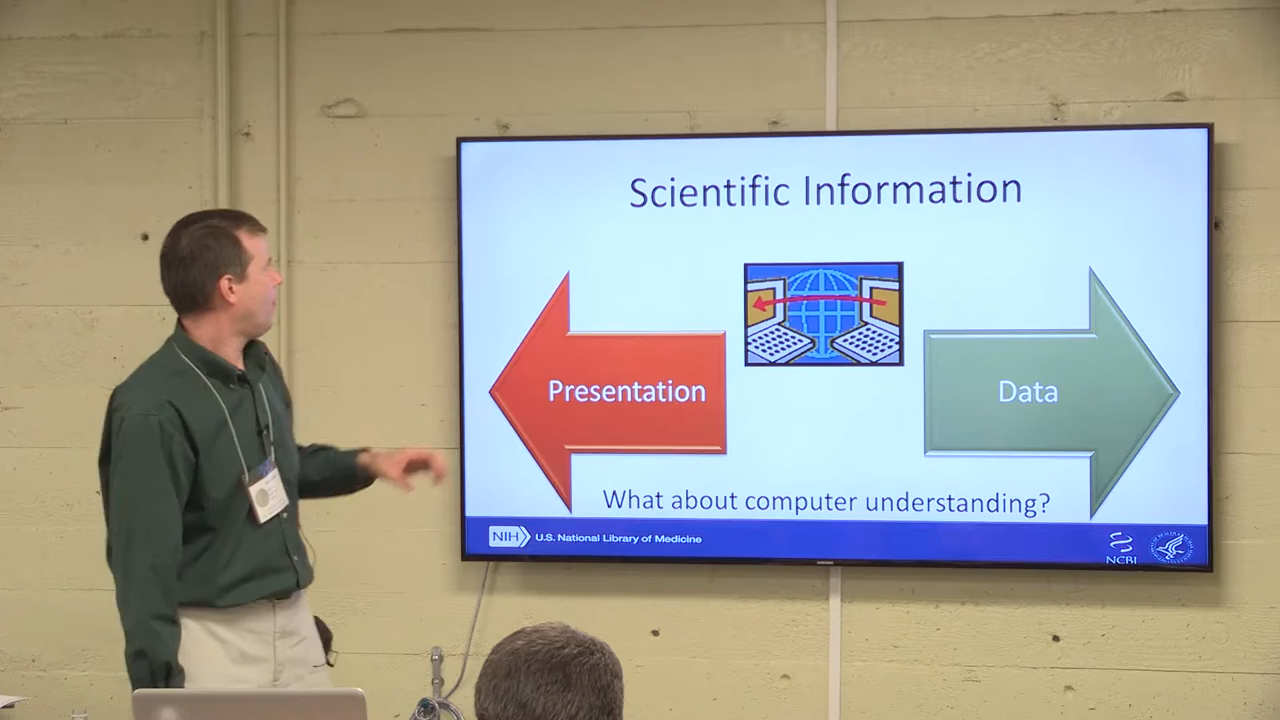 Scientific Information
Presentation
Data
What about computer understanding?
NIH
U.S. National Library of Medicine
NCBI